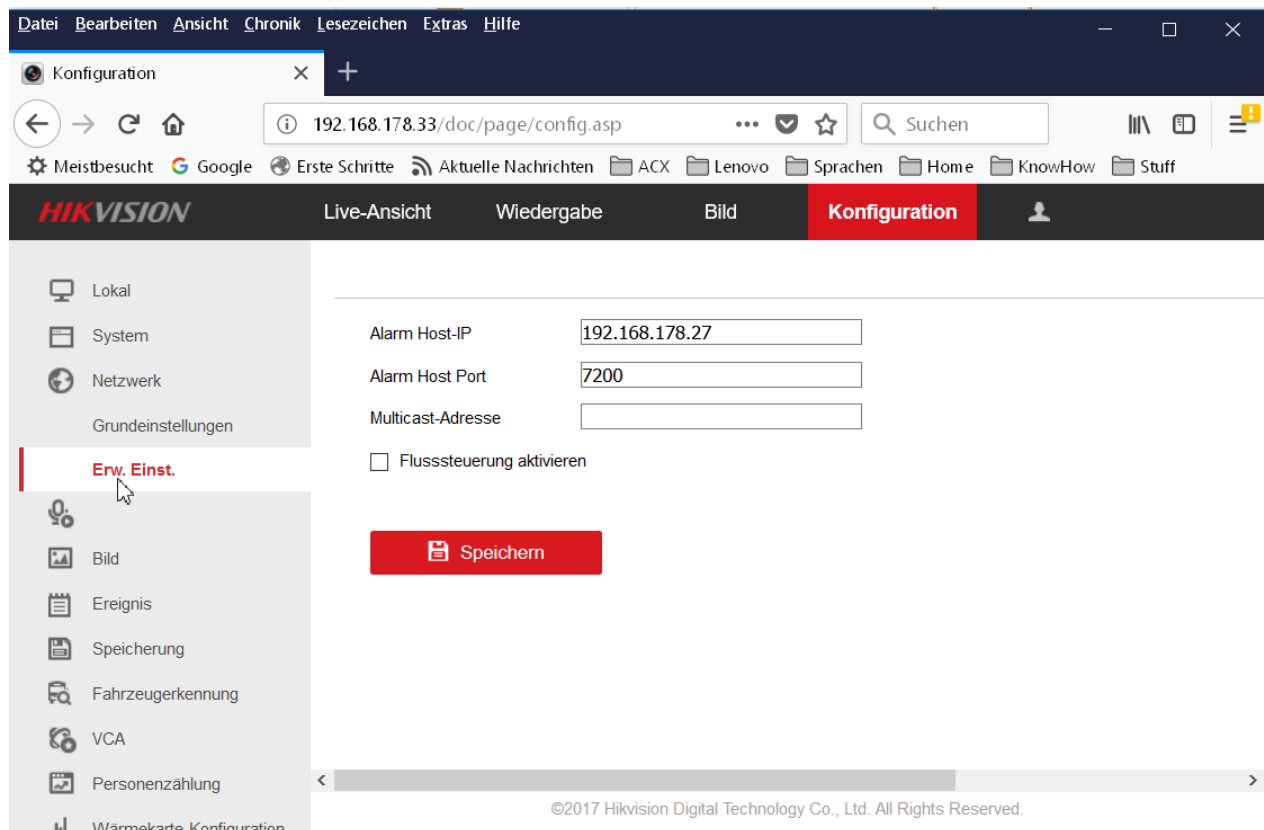 Datei Bearbeiten Ansicht Chronik Lesezeichen Extras Hilfe
Konfiguration
192.168.178.33/doc/page/config.asp
Suchen
Meistbesucht Google Erste Schritte Aktuelle Nachrichten ACX Lenovo Sprachen Home KnowHow Stuff
HIKVISION Live-Ansicht Wiedergabe Bild Konfiguration
Lokal
System
Netzwerk
Grundeinstellungen
Erw. Einst.
Bild
Ereignis
Speicherung
Fahrzeugerkennung
VCA
Personenzählung
Wärmekarte Konfiguration
Alarm Host-IP 192.168.178.27
Alarm Host Port 7200
Multicast-Adresse
Flusssteuerung aktivieren
Speichern
©2017 Hikvision Digital Technology Co., Ltd. All Rights Reserved.